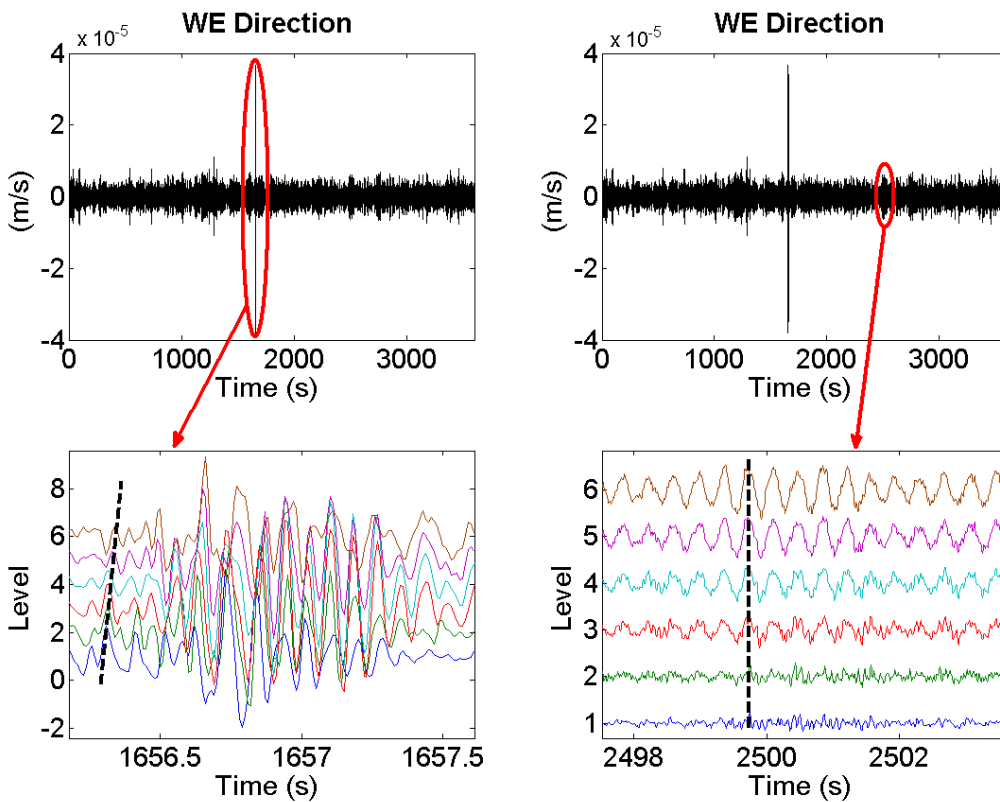 WE Direction
x 10^-5
4
2
0
-2
-4
(m/s)
0 1000 2000 3000
Time (s)
WE Direction
x 10^-5
4
2
0
-2
-4
(m/s)
0 1000 2000 3000
Time (s)
8
6
4
2
0
-2
Level
1656.5 1657 1657.5
Time (s)
6
5
4
3
2
1
Level
2498 2500 2502
Time (s)